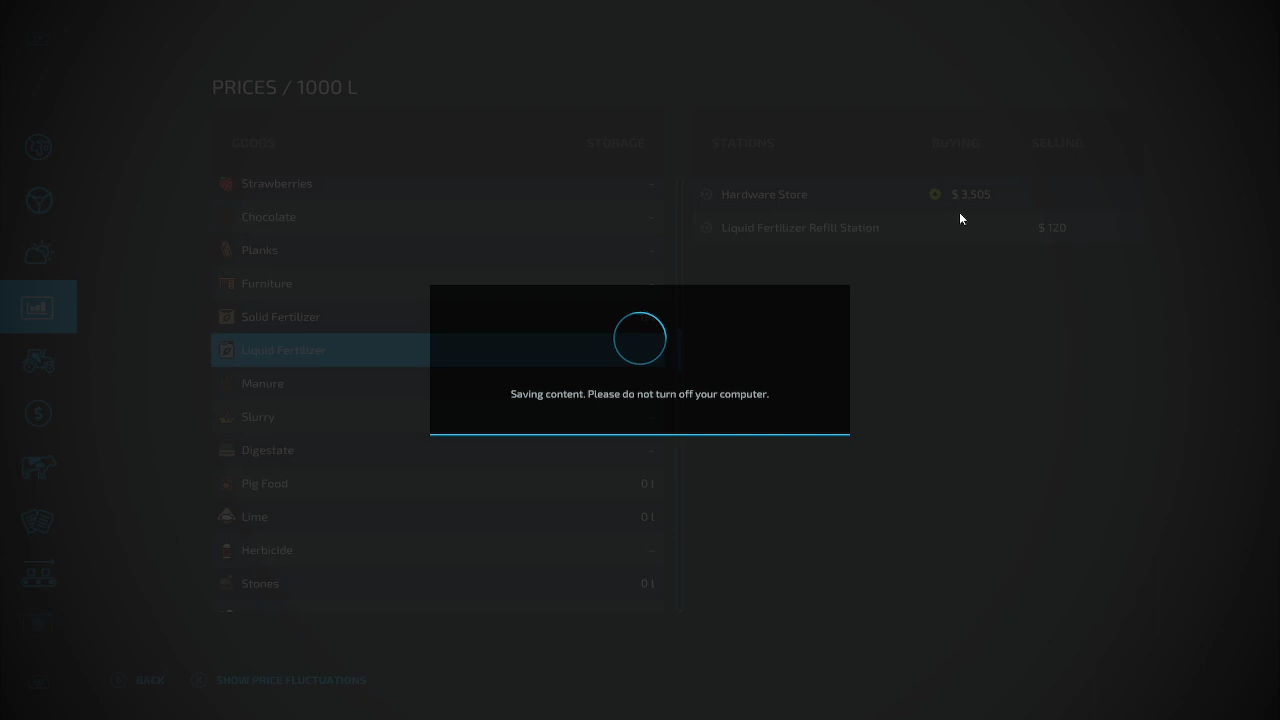 PRICES / 1000 L
GOODS STORAGE
STATIONS BUYING SELLING
Strawberries -
Hardware Store $ 3,505
Chocolate -
Liquid Fertilizer Refill Station $ 120
Planks -
Furniture -
Solid Fertilizer
Liquid Fertilizer
Manure
Slurry
Digestate -
Pig Food 0 l
Lime 0 l
Herbicide -
Stones 0 l
Saving content. Please do not turn off your computer.
BACK SHOW PRICE FLUCTUATIONS